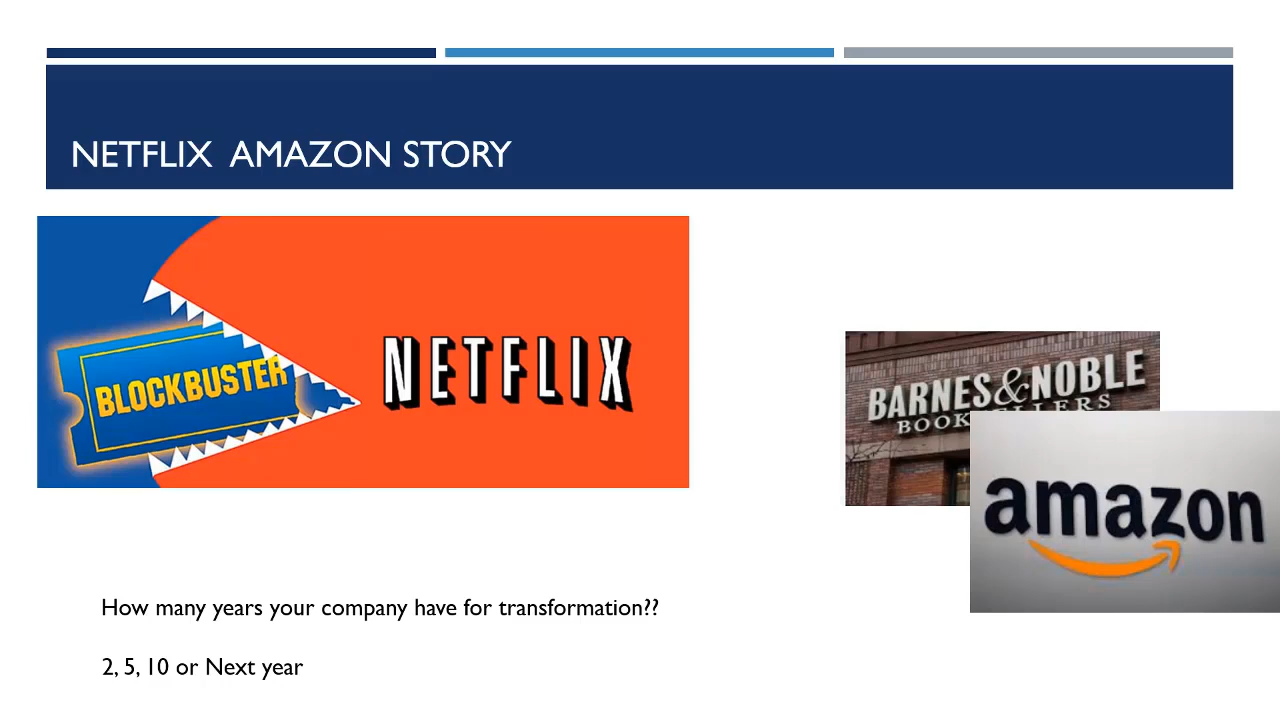 NETFLIX AMAZON STORY
BLOCKBUSTER
NETFLIX
BARNES&NOBLE
amazon
How many years your company have for transformation??
2, 5, 10 or Next year